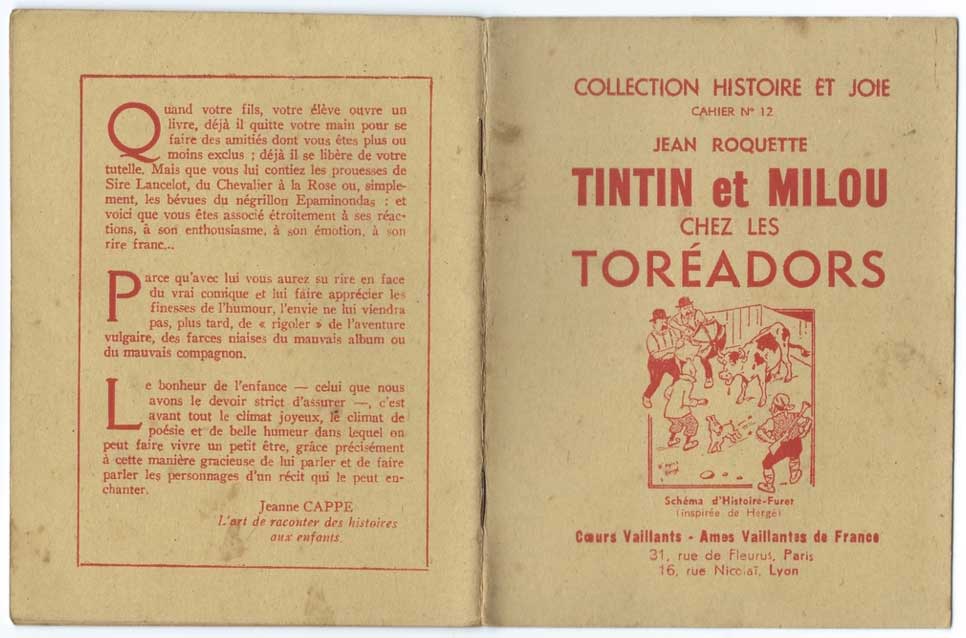 Quand votre fils, votre élève ouvre un
livre, déjà il quitte votre main pour se
faire des amitiés dont vous êtes plus ou
moins exclus ; déjà il se libère de votre
tutelle. Mais que vous lui contiez les prouesses de
Sire Lancelot, du Chevalier à la Rose ou, simple-
ment, les bévues du négrillon Epaminondas : et
voici que vous êtes associé étroitement à ses réac-
tions, à son enthousiasme, à son émotion, à son
rire franc...
Parce qu'avec lui vous aurez su rire en face
du vrai comique et lui faire apprécier les
finesses de l'humour, l'envie ne lui viendra
pas, plus tard, de « rigoler » de l'aventure
vulgaire, des farces niaises du mauvais album ou
du mauvais compagnon.
Le bonheur de l'enfance — celui que nous
avons le devoir strict d'assurer —, c'est
avant tout le climat joyeux, le climat de
poésie et de belle humeur dans lequel on
peut faire vivre un petit être, grâce précisément
à cette manière gracieuse de lui parler et de faire
parler les personnages d'un récit qui le peut en-
chanter.
Jeanne CAPPE
L'art de raconter des histoires
aux enfants.
COLLECTION HISTOIRE ET JOIE
CAHIER N° 12
JEAN ROQUETTE
TINTIN et MILOU
CHEZ LES
TORÉADORS
Schéma d'Histoire-Furet
(inspirée de Hergé)
Cœurs Vaillants - Ames Vaillantes de France
31, rue de Fleurus, Paris
16, rue Nicolaï, Lyon